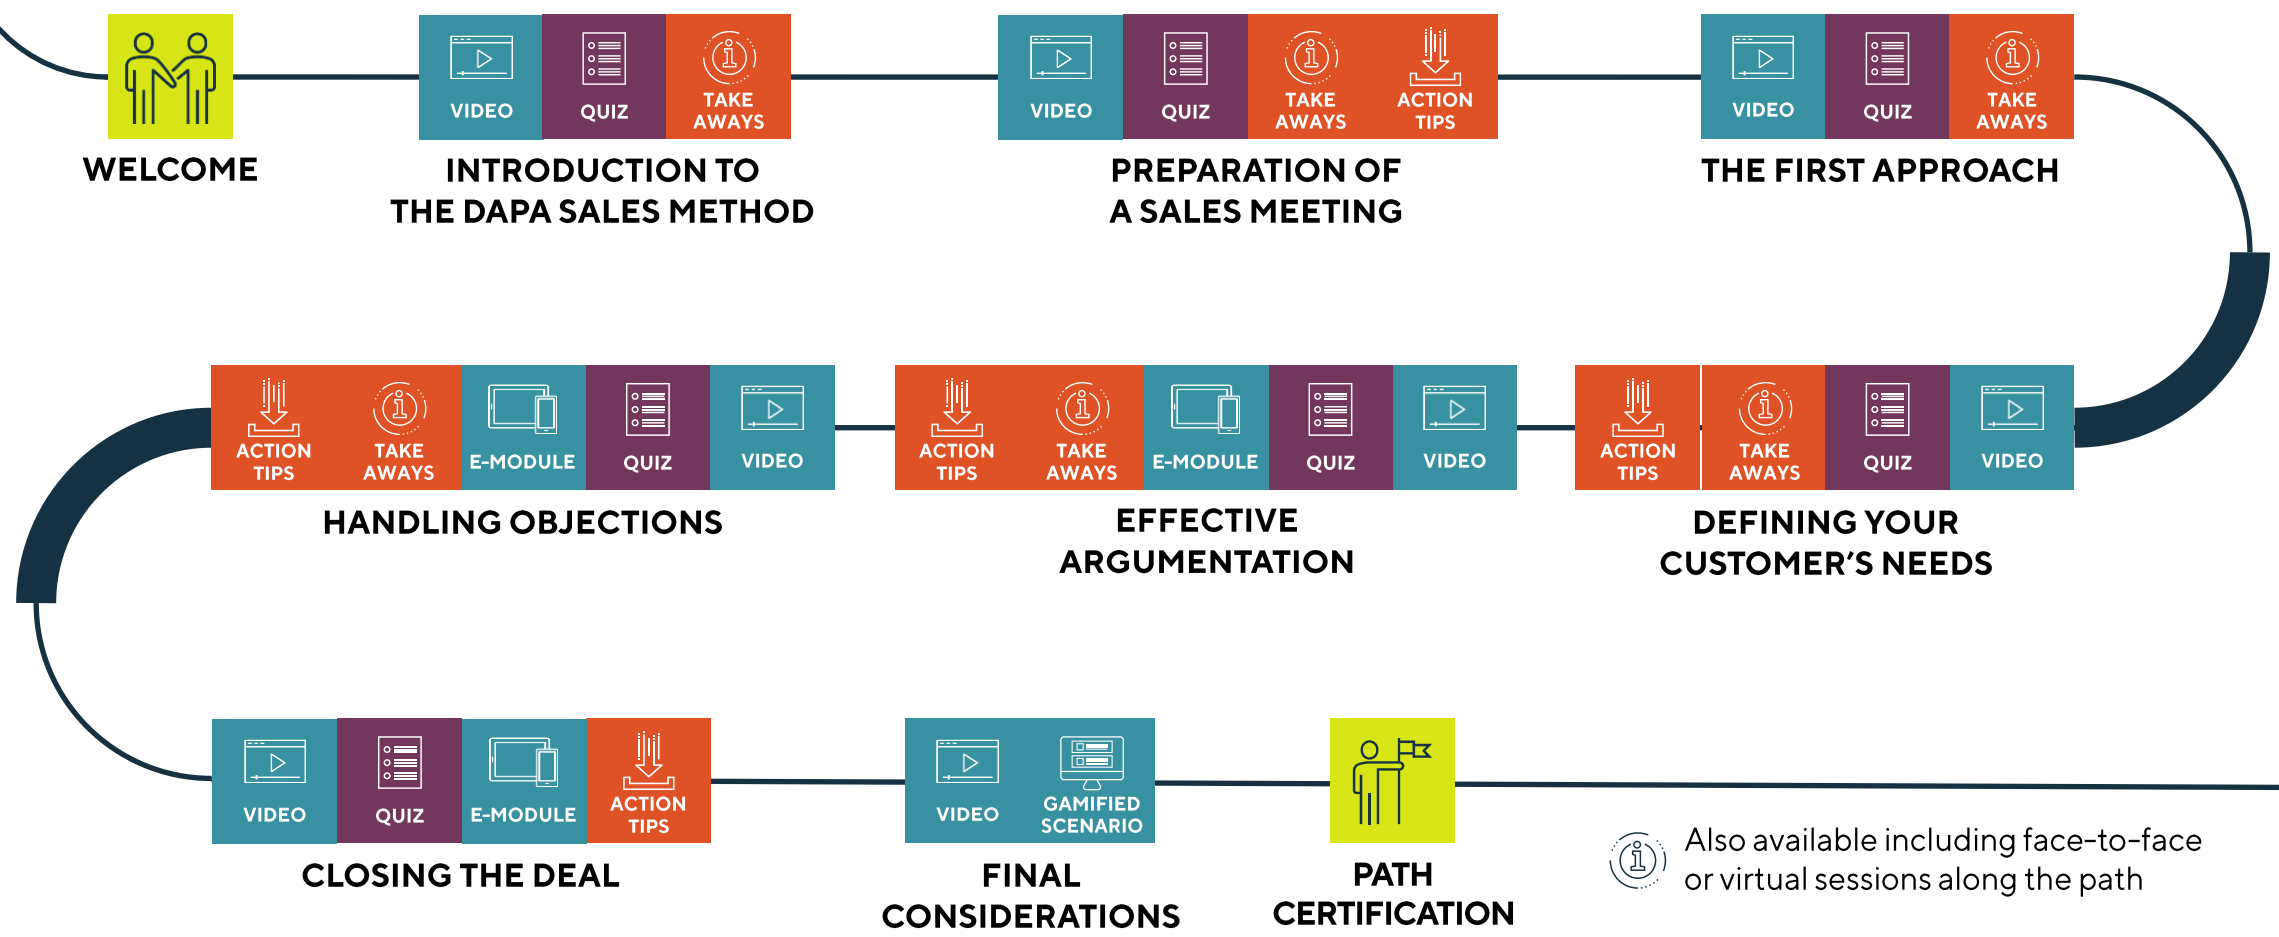 WELCOME
VIDEO
QUIZ
TAKE
AWAYS
INTRODUCTION TO
THE DAPA SALES METHOD
VIDEO
QUIZ
TAKE
AWAYS
ACTION
TIPS
PREPARATION OF
A SALES MEETING
VIDEO
QUIZ
TAKE
AWAYS
THE FIRST APPROACH
ACTION
TIPS
TAKE
AWAYS
E-MODULE
QUIZ
VIDEO
HANDLING OBJECTIONS
ACTION
TIPS
TAKE
AWAYS
E-MODULE
QUIZ
VIDEO
EFFECTIVE
ARGUMENTATION
ACTION
TIPS
TAKE
AWAYS
QUIZ
VIDEO
DEFINING YOUR
CUSTOMER'S NEEDS
VIDEO
QUIZ
E-MODULE
ACTION
TIPS
CLOSING THE DEAL
VIDEO
GAMIFIED
SCENARIO
FINAL
CONSIDERATIONS
PATH
CERTIFICATION
Also available including face-to-face
or virtual sessions along the path